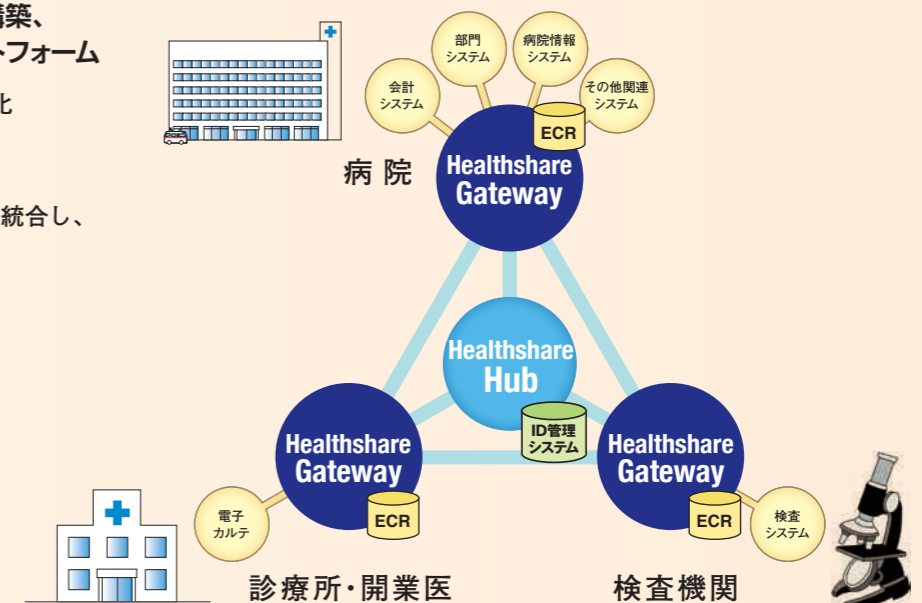 構築、
トフォーム
化
統合し、
部門
システム
病院情報
システム
会計
システム
その他関連
システム
ECR
病院
Healthshare
Gateway
Healthshare
Hub
ID管理
システム
Healthshare
Gateway
ECR
電子
カルテ
Healthshare
Gateway
ECR
検査
システム
診療所・開業医
検査機関